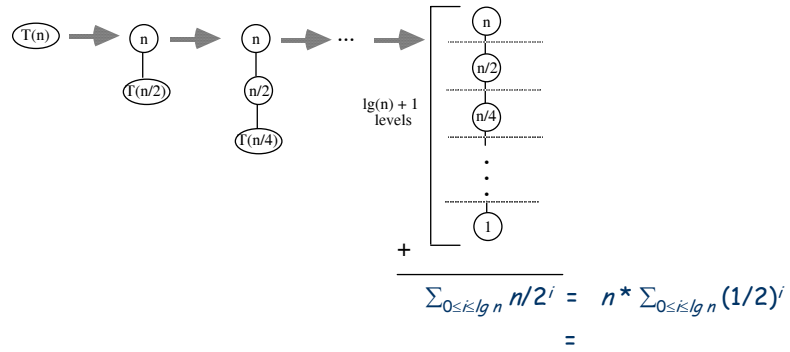 T(n) n n ... n
T(n/2) n/2 n/2
T(n/4) n/4
lg(n) + 1
levels
.
.
.
1
+
∑0≤i≤lg n n/2^i = n* ∑0≤i≤lg n (1/2)^i
=